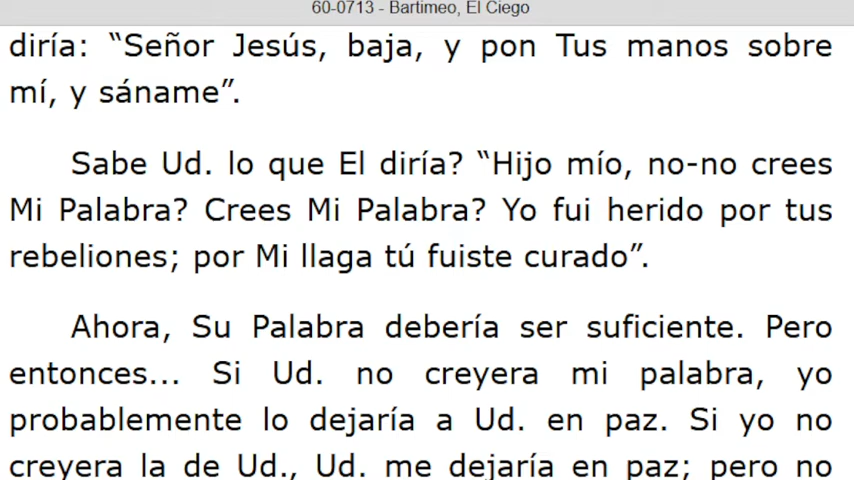 60-0713 - Bartimeo, El Ciego
diría: “Señor Jesús, baja, y pon Tus manos sobre
mí, y sáname”.
Sabe Ud. lo que El diría? “Hijo mío, no-no crees
Mi Palabra? Crees Mi Palabra? Yo fui herido por tus
rebeliones; por Mi llaga tú fuiste curado”.
Ahora, Su Palabra debería ser suficiente. Pero
entonces... Si Ud. no creyera mi palabra, yo
probablemente lo dejaría a Ud. en paz. Si yo no
creyera la de Ud., Ud. me dejaría en paz; pero no